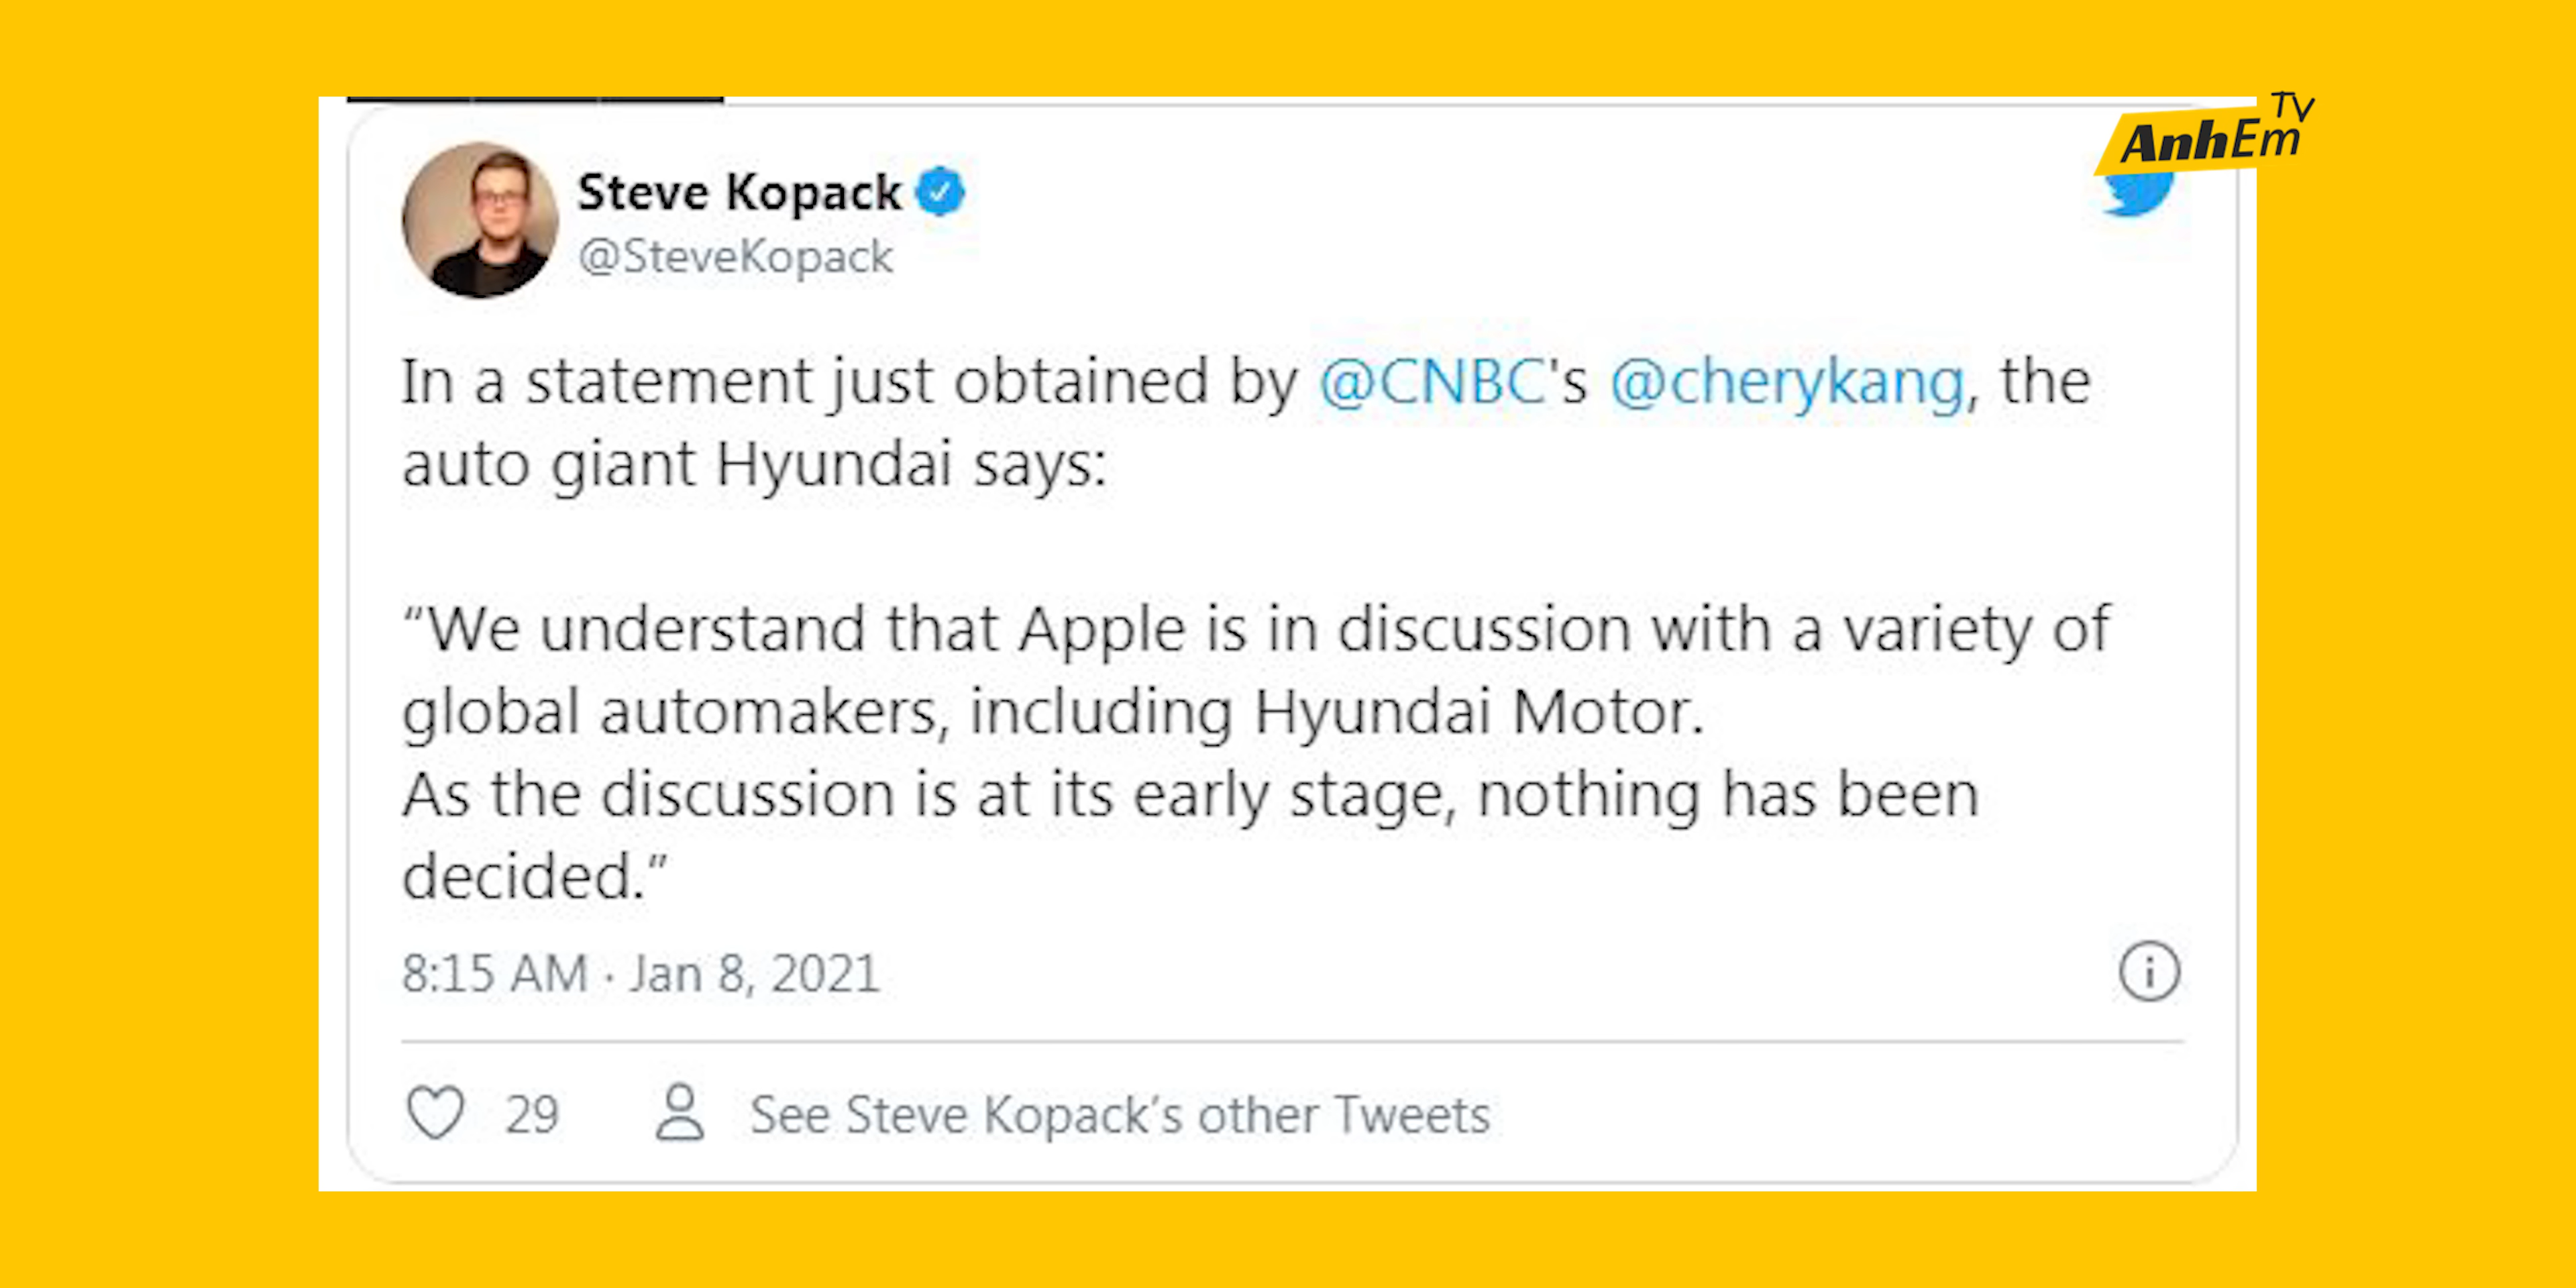 TV
AnhEm
Steve Kopack
@SteveKopack
In a statement just obtained by @CNBC's @cherykang, the
auto giant Hyundai says:
“We understand that Apple is in discussion with a variety of
global automakers, including Hyundai Motor.
As the discussion is at its early stage, nothing has been
decided.”
8:15 AM · Jan 8, 2021
29
See Steve Kopack’s other Tweets